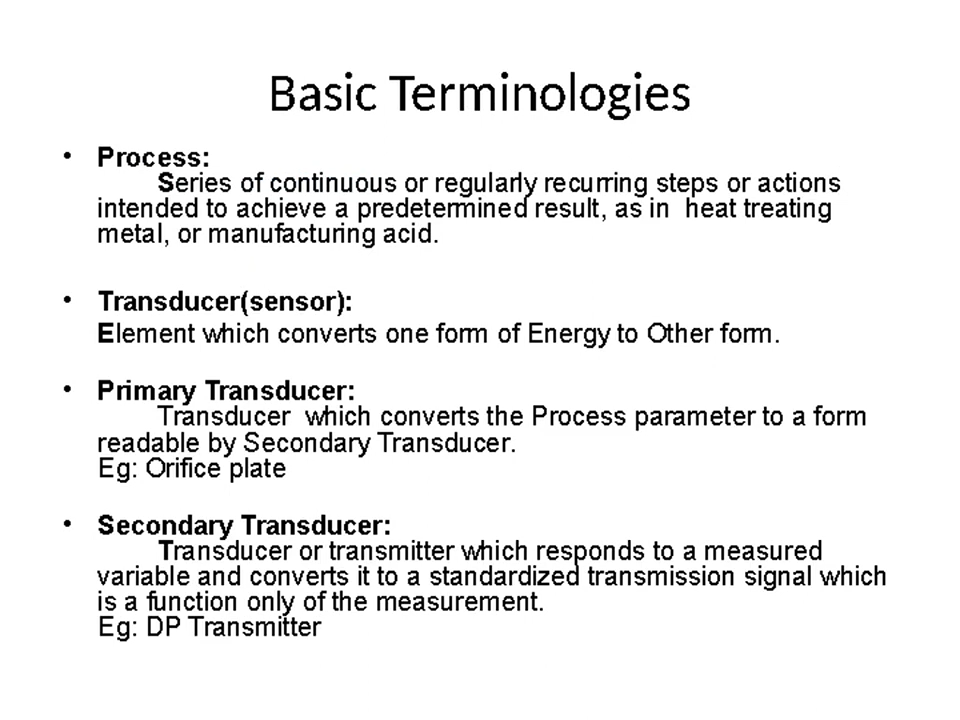 Basic Terminologies
• Process:
Series of continuous or regularly recurring steps or actions
intended to achieve a predetermined result, as in heat treating
metal, or manufacturing acid.
• Transducer(sensor):
Element which converts one form of Energy to Other form.
• Primary Transducer:
Transducer which converts the Process parameter to a form
readable by Secondary Transducer.
Eg: Orifice plate
• Secondary Transducer:
Transducer or transmitter which responds to a measured
variable and converts it to a standardized transmission signal which
is a function only of the measurement.
Eg: DP Transmitter